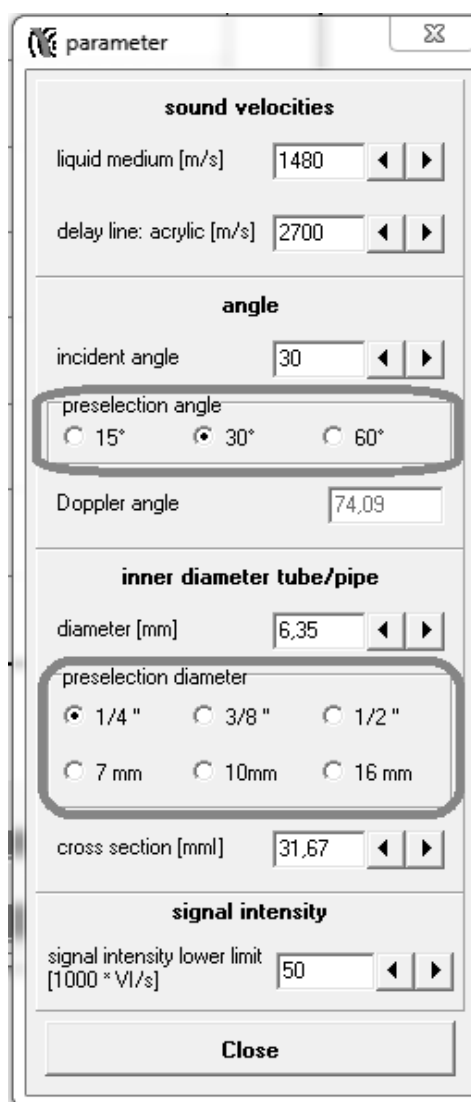 parameter
sound velocities
liquid medium [m/s] 1480
delay line: acrylic [m/s] 2700
angle
incident angle 30
preselection angle
15° 30° 60°
Doppler angle 74,09
inner diameter tube/pipe
diameter [mm] 6,35
preselection diameter
1/4 " 3/8 " 1/2 "
7 mm 10mm 16 mm
cross section [mml] 31,67
signal intensity
signal intensity lower limit
[1000 * VI/s] 50
Close